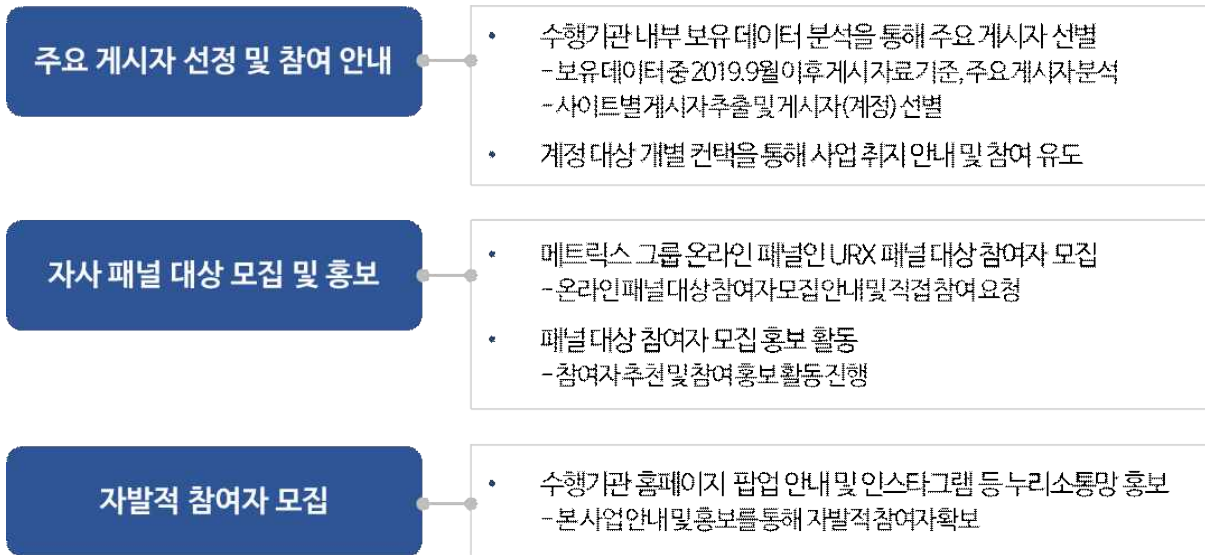 주요 게시자 선정 및 참여 안내
• 수행기관 내부 보유 데이터 분석을 통해 주요 게시자 선별
- 보유 데이터 중 2019.9월 이후 게시 자료 기준, 주요 게시자 분석
- 사이트별 게시자 추출 및 게시자(계정) 선별
• 계정 대상 개별 컨택을 통해 사업 취지 안내 및 참여 유도
자사 패널 대상 모집 및 홍보
• 메트릭스 그룹 온라인 패널인 URX 패널 대상 참여자 모집
- 온라인 패널 대상 참여자 모집 안내 및 직접 참여 요청
• 패널 대상 참여자 모집 홍보 활동
- 참여자 추천 및 참여 홍보 활동 진행
자발적 참여자 모집
• 수행기관 홈페이지 팝업 안내 및 인스타그램 등 누리소통망 홍보
- 본 사업 안내 및 홍보를 통해 자발적 참여자 확보